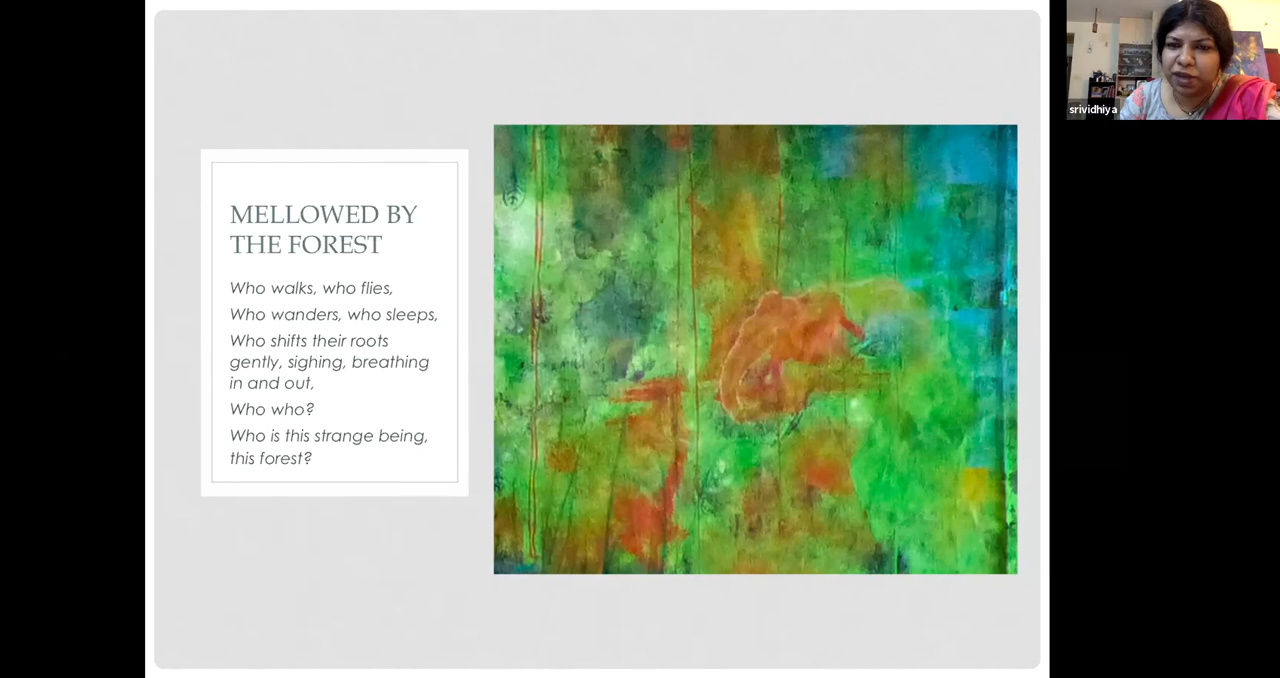 MELLOWED BY
THE FOREST
Who walks, who flies,
Who wanders, who sleeps,
Who shifts their roots
gently, sighing, breathing
in and out,
Who who?
Who is this strange being,
this forest?
srividhiya